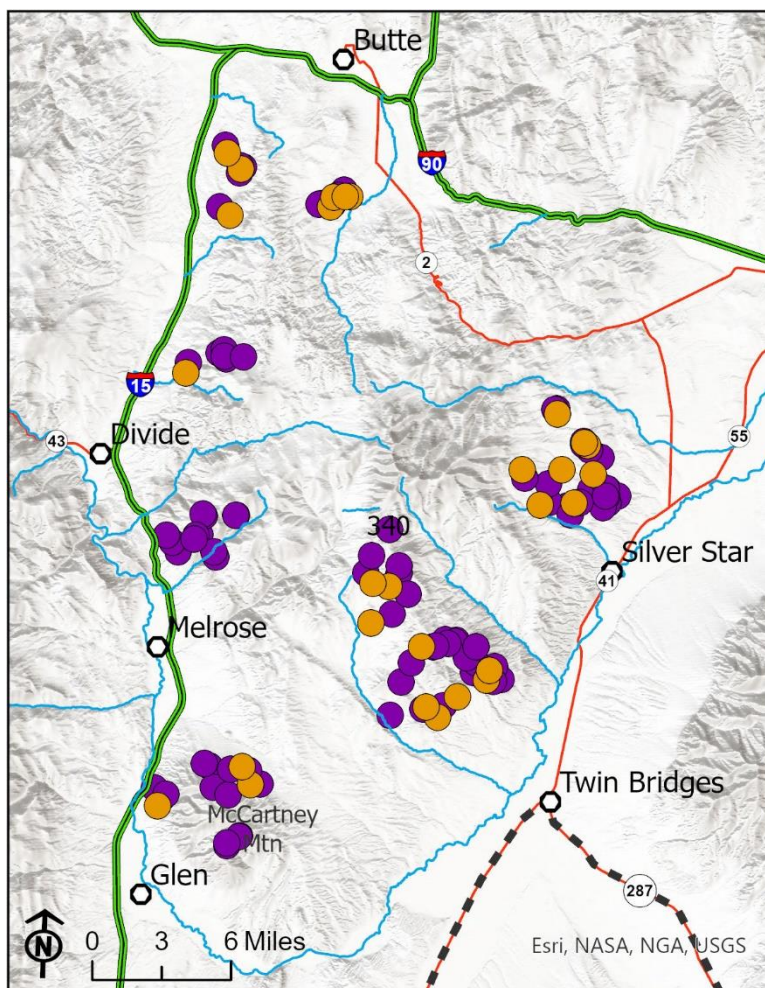 Butte
90
2
15
43
Divide
55
340
Silver Star
41
Melrose
Twin Bridges
McCartney
Mtn
Glen
287
N
0 3 6 Miles
Esri, NASA, NGA, USGS